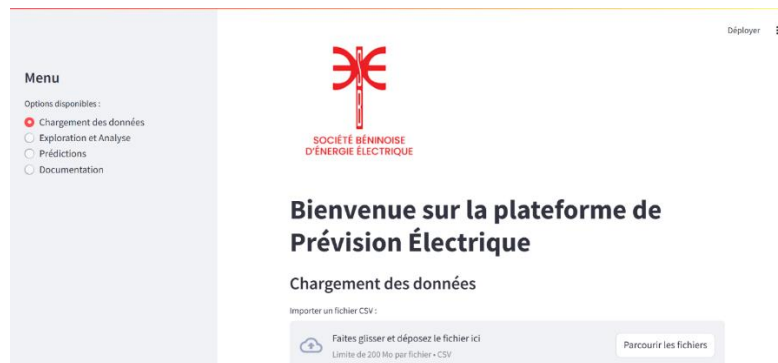 Déployer
Menu
Options disponibles :
Chargement des données
Exploration et Analyse
Prédictions
Documentation
SOCIÉTÉ BÉNINOISE
D'ÉNERGIE ÉLECTRIQUE
Bienvenue sur la plateforme de
Prévision Électrique
Chargement des données
Importer un fichier CSV :
Faites glisser et déposez le fichier ici
Limite de 200 Mo par fichier • CSV
Parcourir les fichiers